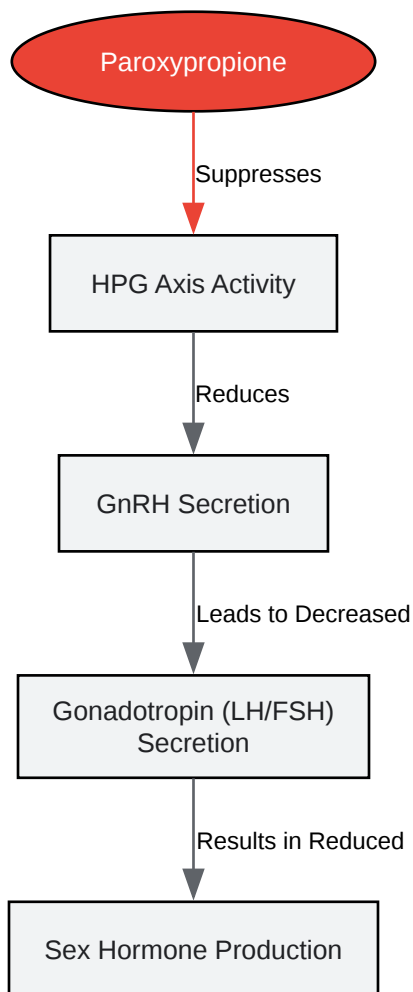 Paroxypropione
Suppresses
HPG Axis Activity
Reduces
GnRH Secretion
Leads to Decreased
Gonadotropin (LH/FSH)
Secretion
Results in Reduced
Sex Hormone Production